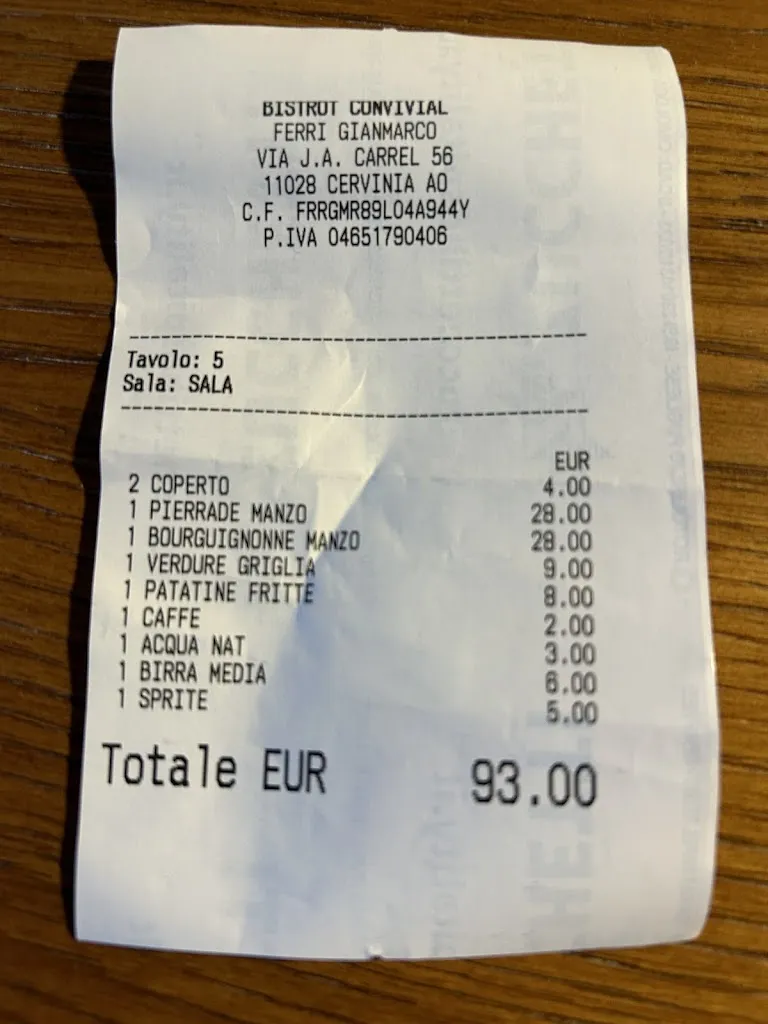 BISTROT CONVIVIAL
FERRI GIANMARCO
VIA J.A. CARREL 56
11028 CERVINIA AO
C.F. FRRGMR89L04A944Y
P.IVA 04651790406
Tavolo: 5
Sala: SALA
EUR
2 COPERTO 4.00
1 PIERRADE MANZO 28.00
1 BOURGUIGNONNE MANZO 28.00
1 VERDURE GRIGLIA 9.00
1 PATATINE FRITTE 8.00
1 CAFFE 2.00
1 ACQUA NAT 3.00
1 BIRRA MEDIA 6.00
1 SPRITE 5.00
Totale EUR 93.00